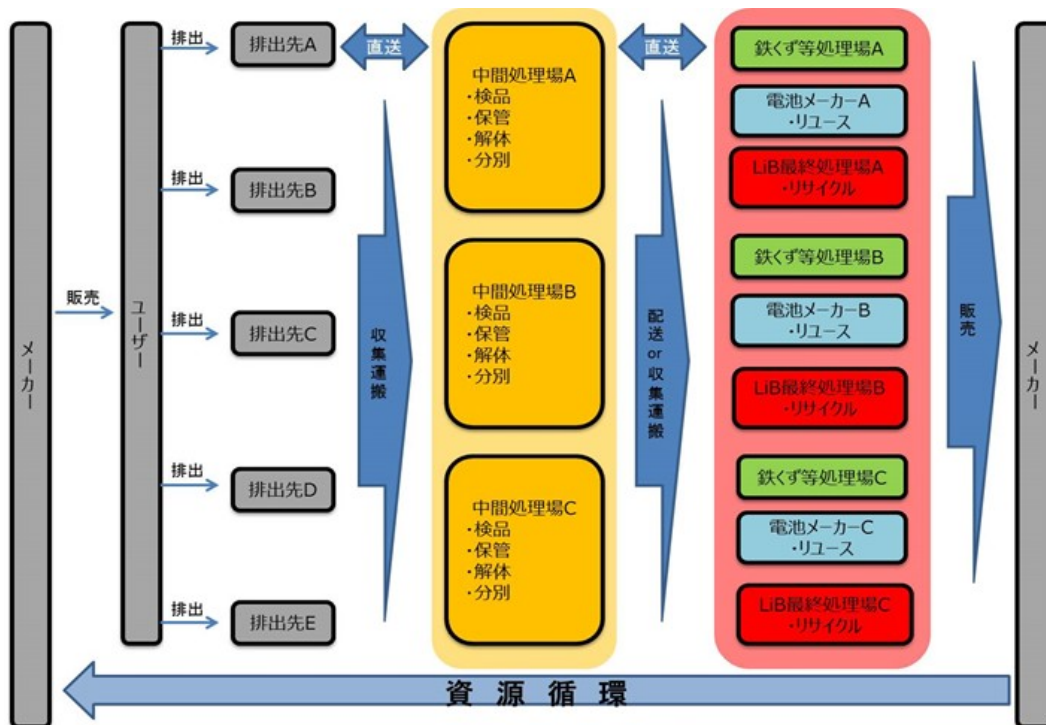 メーカー
販売
ユーザー
排出
排出先A
排出
排出先B
排出
排出先C
排出
排出先D
排出
排出先E
直送
収集運搬
中間処理場A
・検品
・保管
・解体
・分別
中間処理場B
・検品
・保管
・解体
・分別
中間処理場C
・検品
・保管
・解体
・分別
直送
配送or収集運搬
鉄くず等処理場A
電池メーカーA
・リユース
LiB最終処理場A
・リサイクル
鉄くず等処理場B
電池メーカーB
・リユース
LiB最終処理場B
・リサイクル
鉄くず等処理場C
電池メーカーC
・リユース
LiB最終処理場C
・リサイクル
販売
メーカー
資源循環